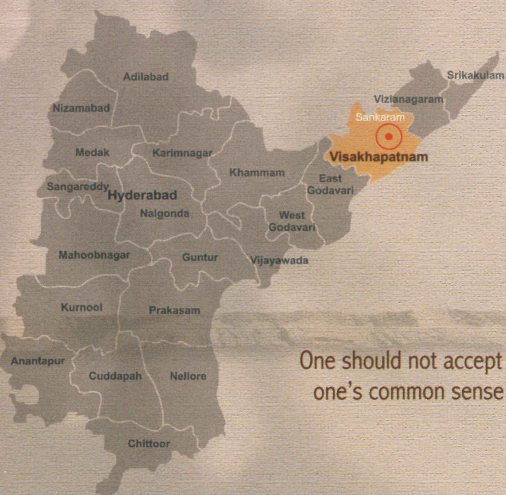 Adilabad
Srikakulam
Vizianagaram
Nizamabad
Sankaram
Medak
Karimnagar
Visakhapatnam
Khammam
East
Godavari
Sangareddy
Hyderabad
Nalgonda
West
Godavari
Mahoobnagar
Guntur
Vijayawada
Kurnool
Prakasam
Anantapur
Cuddapah
Nellore
One should not accept
one's common sense
Chittoor